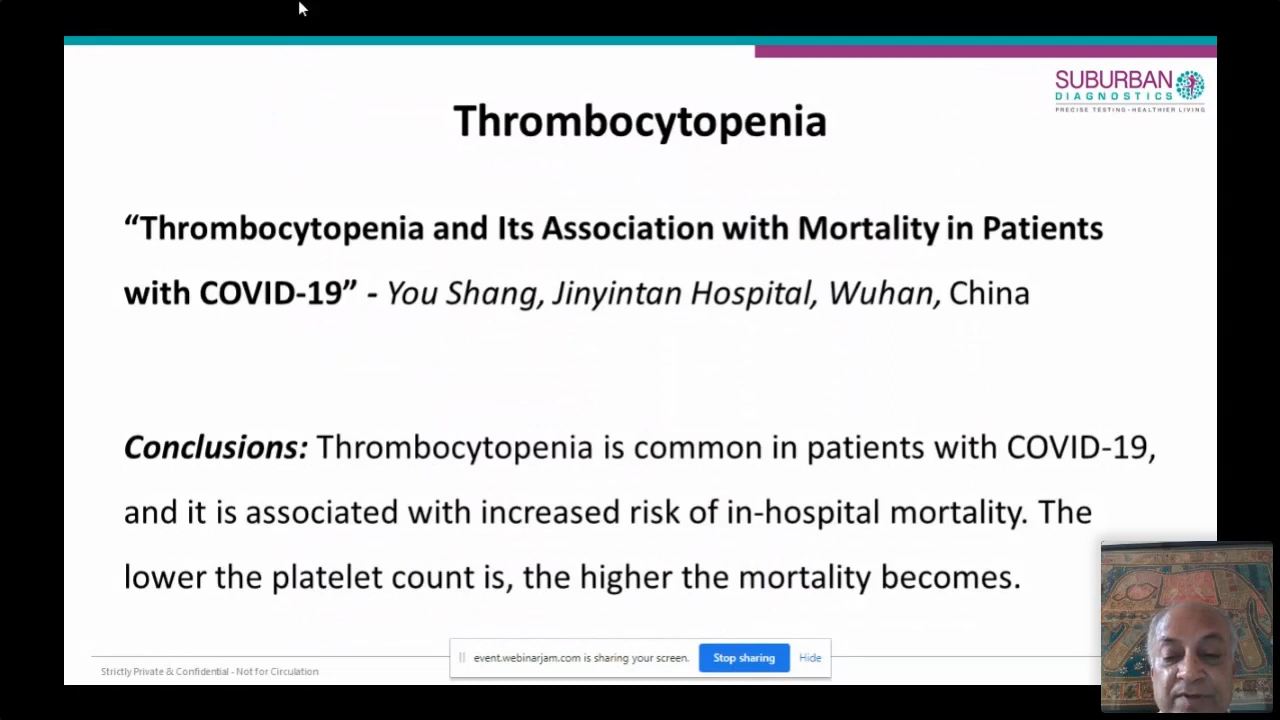 SUBURBAN
DIAGNOSTICS
PRECISE TESTING - HEALTHIER LIVING
Thrombocytopenia
“Thrombocytopenia and Its Association with Mortality in Patients
with COVID-19” - You Shang, Jinyintan Hospital, Wuhan, China
Conclusions: Thrombocytopenia is common in patients with COVID-19,
and it is associated with increased risk of in-hospital mortality. The
lower the platelet count is, the higher the mortality becomes.
event.webinarjam.com is sharing your screen. Stop sharing Hide
Strictly Private & Confidential - Not for Circulation